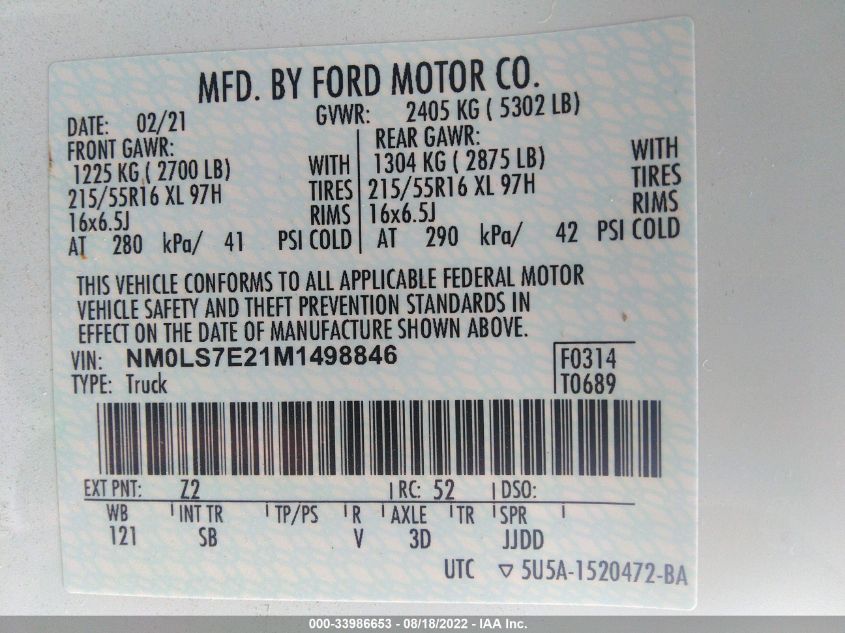 MFD. BY FORD MOTOR CO.
DATE: 02/21 GVWR: 2405 KG ( 5302 LB)
FRONT GAWR: REAR GAWR:
1225 KG ( 2700 LB) WITH 1304 KG ( 2875 LB) WITH
215/55R16 XL 97H TIRES 215/55R16 XL 97H TIRES
16x6.5J RIMS 16x6.5J RIMS
AT 280 kPa/ 41 PSI COLD AT 290 kPa/ 42 PSI COLD
THIS VEHICLE CONFORMS TO ALL APPLICABLE FEDERAL MOTOR
VEHICLE SAFETY AND THEFT PREVENTION STANDARDS IN
EFFECT ON THE DATE OF MANUFACTURE SHOWN ABOVE.
VIN: NM0LS7E21M1498846 F0314
TYPE: Truck T0689
EXT PNT: Z2 RC: 52 DSO:
WB INT TR TP/PS R AXLE TR SPR
121 SB V 3D JJDD
UTC ▽ 5U5A-1520472-BA
000-33986653 - 08/18/2022 - IAA Inc.